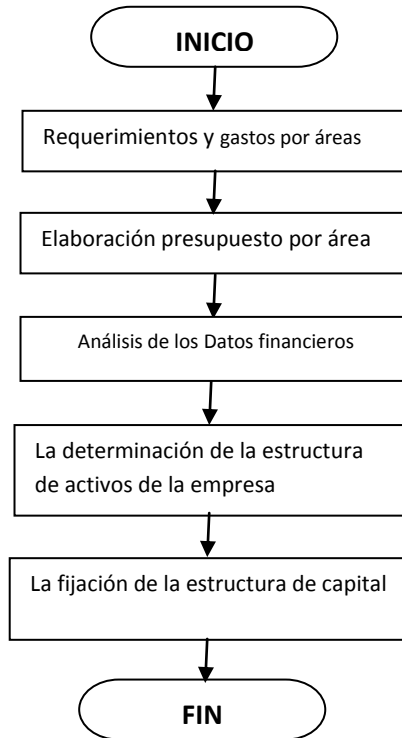 INICIO
Requerimientos y gastos por áreas
Elaboración presupuesto por área
Análisis de los Datos financieros
La determinación de la estructura
de activos de la empresa
La fijación de la estructura de capital
FIN